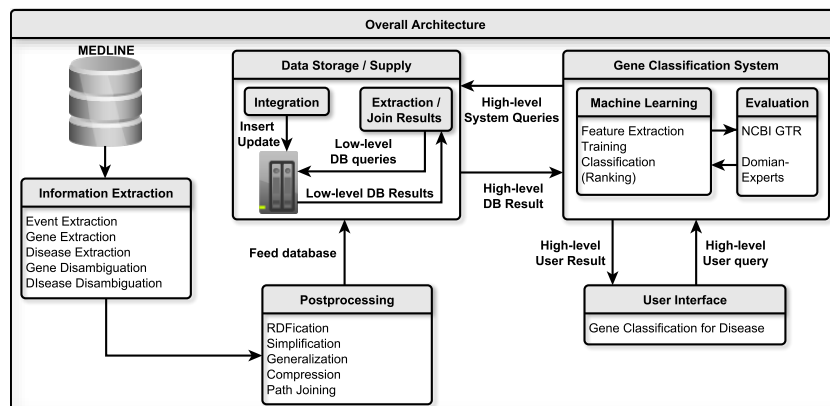 Overall Architecture
MEDLINE
Information Extraction
Event Extraction
Gene Extraction
Disease Extraction
Gene Disambiguation
DIsease Disambiguation
Data Storage / Supply
Integration
Extraction /
Join Results
Insert
Update
Low-level
DB queries
Low-level DB Results
Feed database
Postprocessing
RDFication
Simplification
Generalization
Compression
Path Joining
High-level
System Queries
High-level
DB Result
Gene Classification System
Machine Learning
Feature Extraction
Training
Classification
(Ranking)
Evaluation
NCBI GTR
Domian-
Experts
High-level
User Result
High-level
User query
User Interface
Gene Classification for Disease